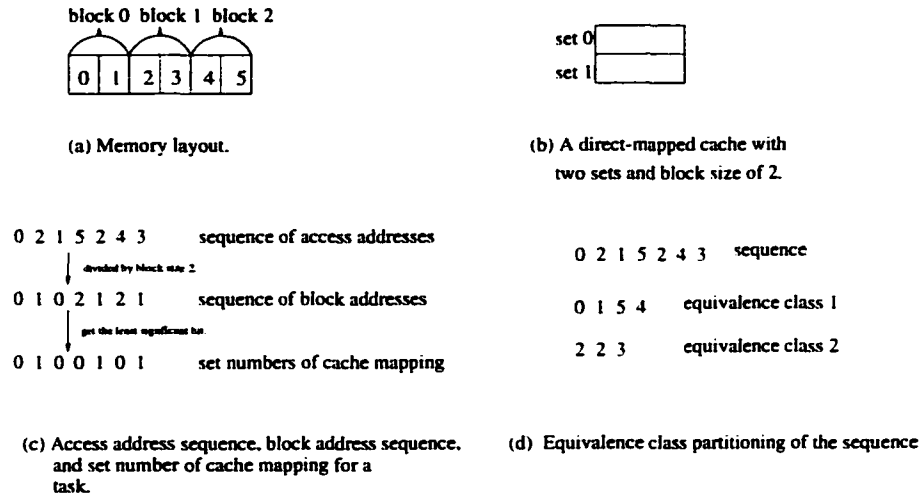 block 0 block 1 block 2
0 1 2 3 4 5
(a) Memory layout.
set 0
set 1
(b) A direct-mapped cache with
two sets and block size of 2.
0 2 1 5 2 4 3 sequence of access addresses
divided by block size 2.
0 1 0 2 1 2 1 sequence of block addresses
get the least significant bit.
0 1 0 0 1 0 1 set numbers of cache mapping
(c) Access address sequence, block address sequence,
and set number of cache mapping for a
task.
0 2 1 5 2 4 3 sequence
0 1 5 4 equivalence class 1
2 2 3 equivalence class 2
(d) Equivalence class partitioning of the sequence